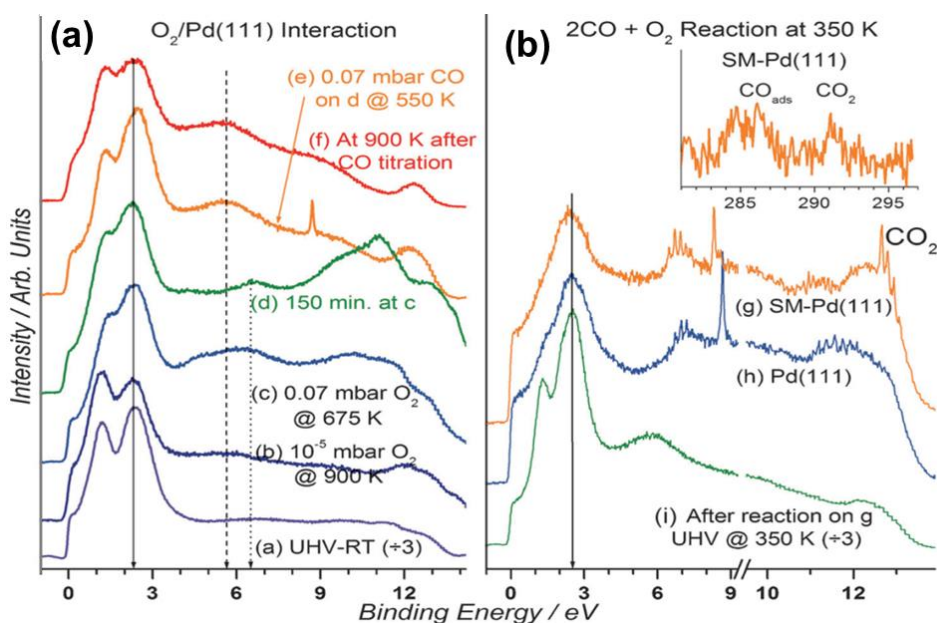 (a)
O₂/Pd(111) Interaction
(e) 0.07 mbar CO
on d @ 550 K
(f) At 900 K after
CO titration
(d) 150 min. at c
(c) 0.07 mbar O₂
@ 675 K
(b) 10⁻⁵ mbar O₂
@ 900 K
(a) UHV-RT (÷3)
Intensity / Arb. Units
0 3 6 9 12
(b)
2CO + O₂ Reaction at 350 K
SM-Pd(111)
COₐdₛ CO₂
285 290 295
CO₂
(g) SM-Pd(111)
(h) Pd(111)
(i) After reaction on g
UHV @ 350 K (÷3)
0 2 4 6 8 9 10 12
Binding Energy / eV